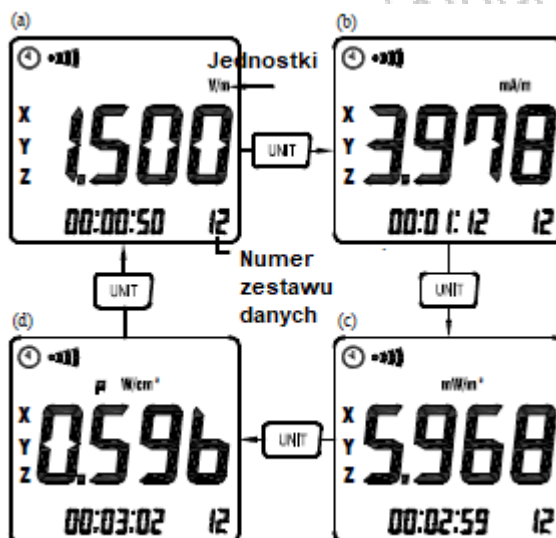 (a)
Jednostki
V/m
X
Y
Z
1.500
00:00:50 12
UNIT
(b)
mA/m
X
Y
Z
3.978
00:01:12 12
Numer
zestawu
danych
UNIT
UNIT
(d)
μ W/cm²
X
Y
Z
0.596
00:03:02 12
UNIT
(c)
mW/m²
X
Y
Z
5.968
00:02:59 12